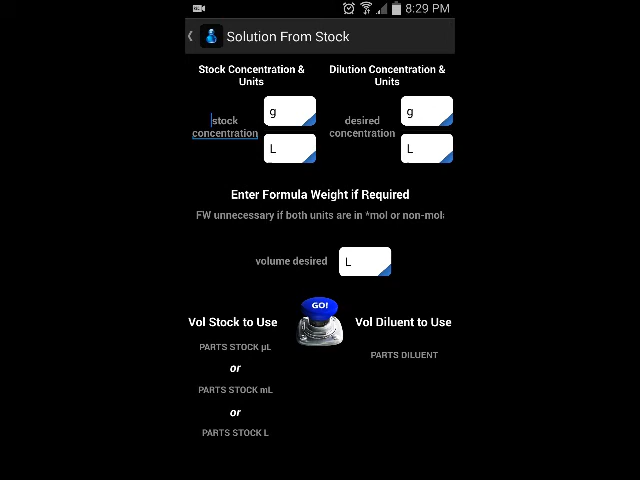 8:29 PM
Solution From Stock
Stock Concentration &
Units
Dilution Concentration &
Units
stock
concentration
g
L
desired
concentration
g
L
Enter Formula Weight if Required
FW unnecessary if both units are in *mol or non-mol:
volume desired
L
GO!
Vol Stock to Use
Vol Diluent to Use
PARTS STOCK µL
PARTS DILUENT
or
PARTS STOCK mL
or
PARTS STOCK L